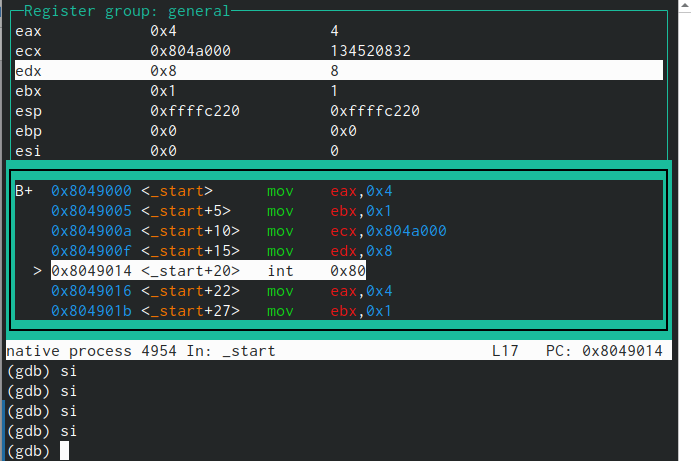 Register group: general
eax 0x4 4
ecx 0x804a000 134520832
edx 0x8 8
ebx 0x1 1
esp 0xffffc220 0xffffc220
ebp 0x0 0x0
esi 0x0 0
B+ 0x8049000 <_start> mov eax,0x4
0x8049005 <_start+5> mov ebx,0x1
0x804900a <_start+10> mov ecx,0x804a000
0x804900f <_start+15> mov edx,0x8
> 0x8049014 <_start+20> int 0x80
0x8049016 <_start+22> mov eax,0x4
0x804901b <_start+27> mov ebx,0x1
native process 4954 In: _start L17 PC: 0x8049014
(gdb) si
(gdb) si
(gdb) si
(gdb) si
(gdb)